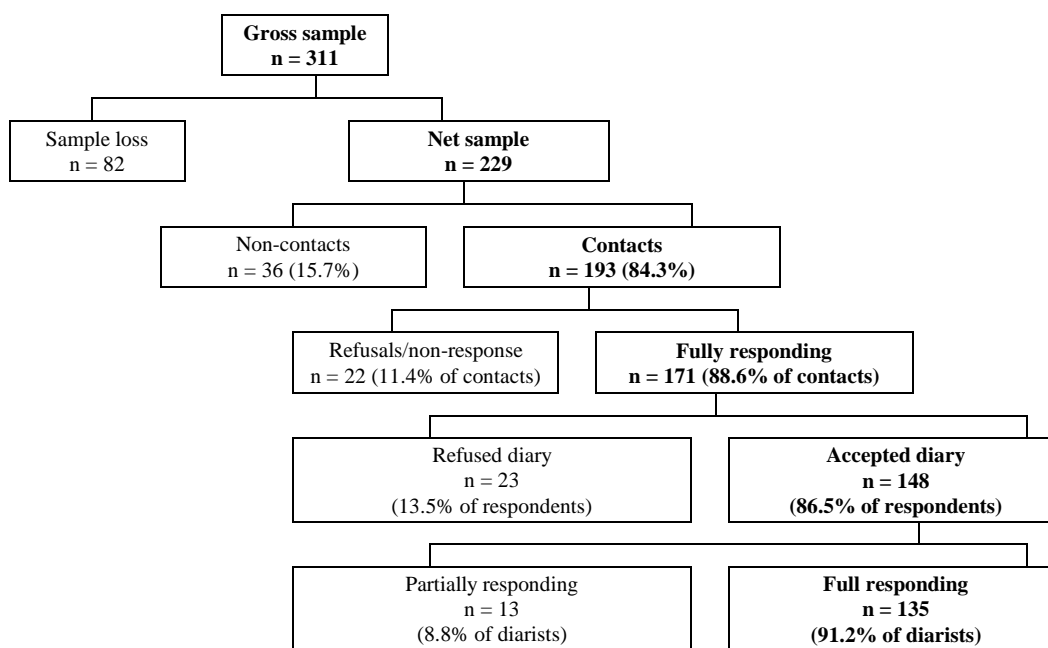 Gross sample
n = 311
Sample loss
n = 82
Net sample
n = 229
Non-contacts
n = 36 (15.7%)
Contacts
n = 193 (84.3%)
Refusals/non-response
n = 22 (11.4% of contacts)
Fully responding
n = 171 (88.6% of contacts)
Refused diary
n = 23
(13.5% of respondents)
Accepted diary
n = 148
(86.5% of respondents)
Partially responding
n = 13
(8.8% of diarists)
Full responding
n = 135
(91.2% of diarists)